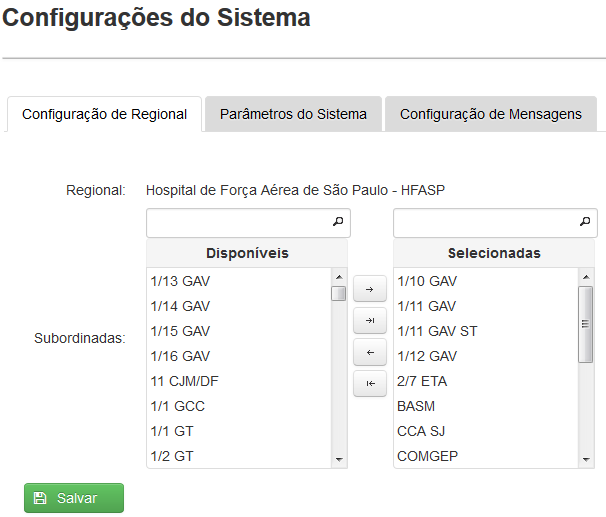 Configurações do Sistema
Configuração de Regional
Parâmetros do Sistema
Configuração de Mensagens
Regional:
Hospital de Força Aérea de São Paulo - HFASP
Subordinadas:
Disponíveis
1/13 GAV
1/14 GAV
1/15 GAV
1/16 GAV
11 CJM/DF
1/1 GCC
1/1 GT
1/2 GT
Selecionadas
1/10 GAV
1/11 GAV
1/11 GAV ST
1/12 GAV
2/7 ETA
BASM
CCA SJ
COMGEP
Salvar